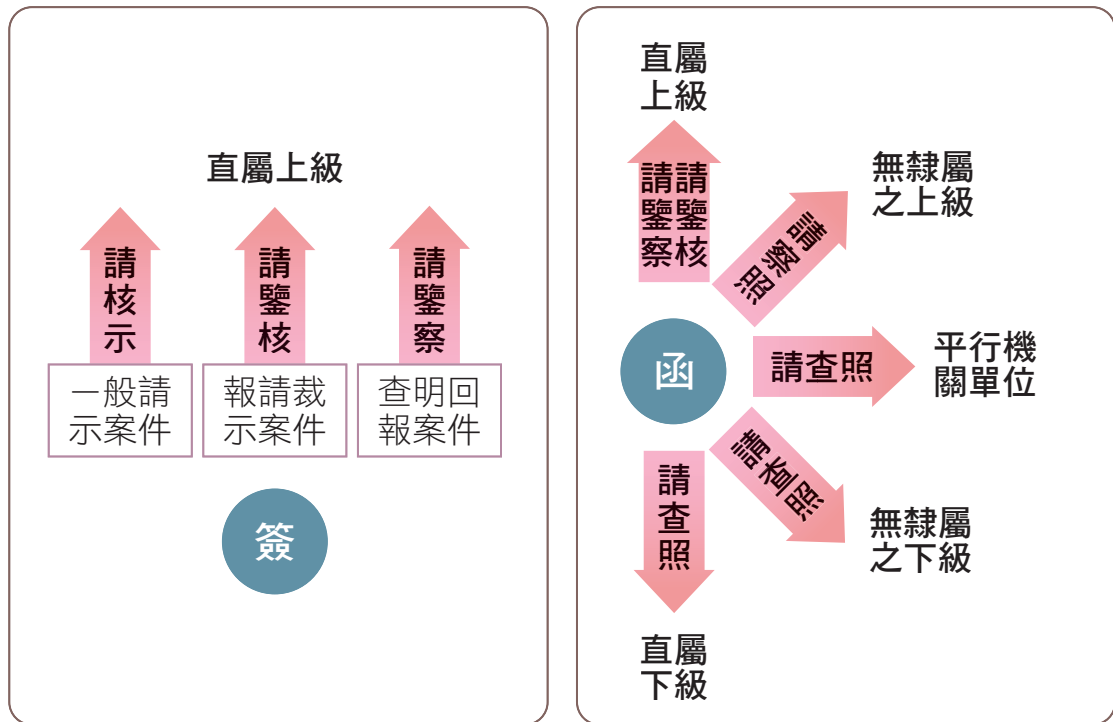 直屬上級
請核示
請鑒核
請鑒察
一般請
示案件
報請裁
示案件
查明回
報案件
簽
直屬
上級
請鑒核
請鑒察
無隸屬
之上級
請察照
函
請查照
平行機
關單位
請查照
無隸屬
之下級
請查照
直屬
下級